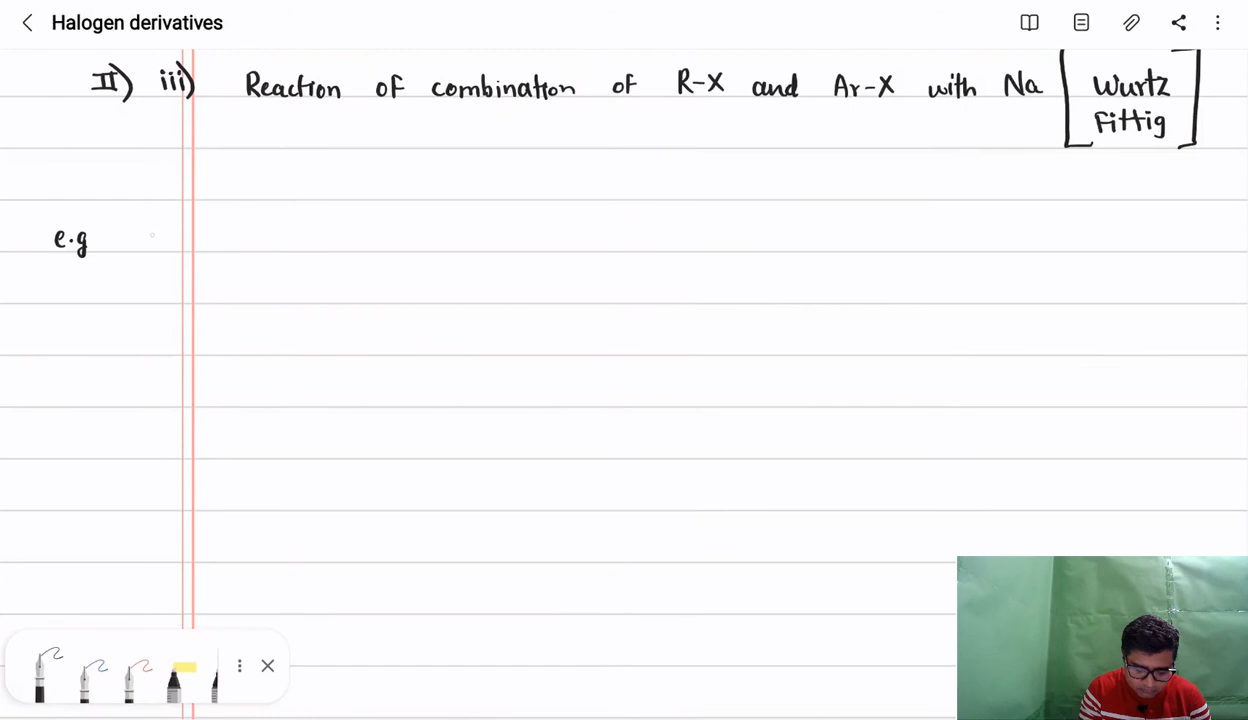 Halogen derivatives
II) iii) Reaction of combination of R-X and Ar-X with Na [Wurtz
Fittig]
e.g